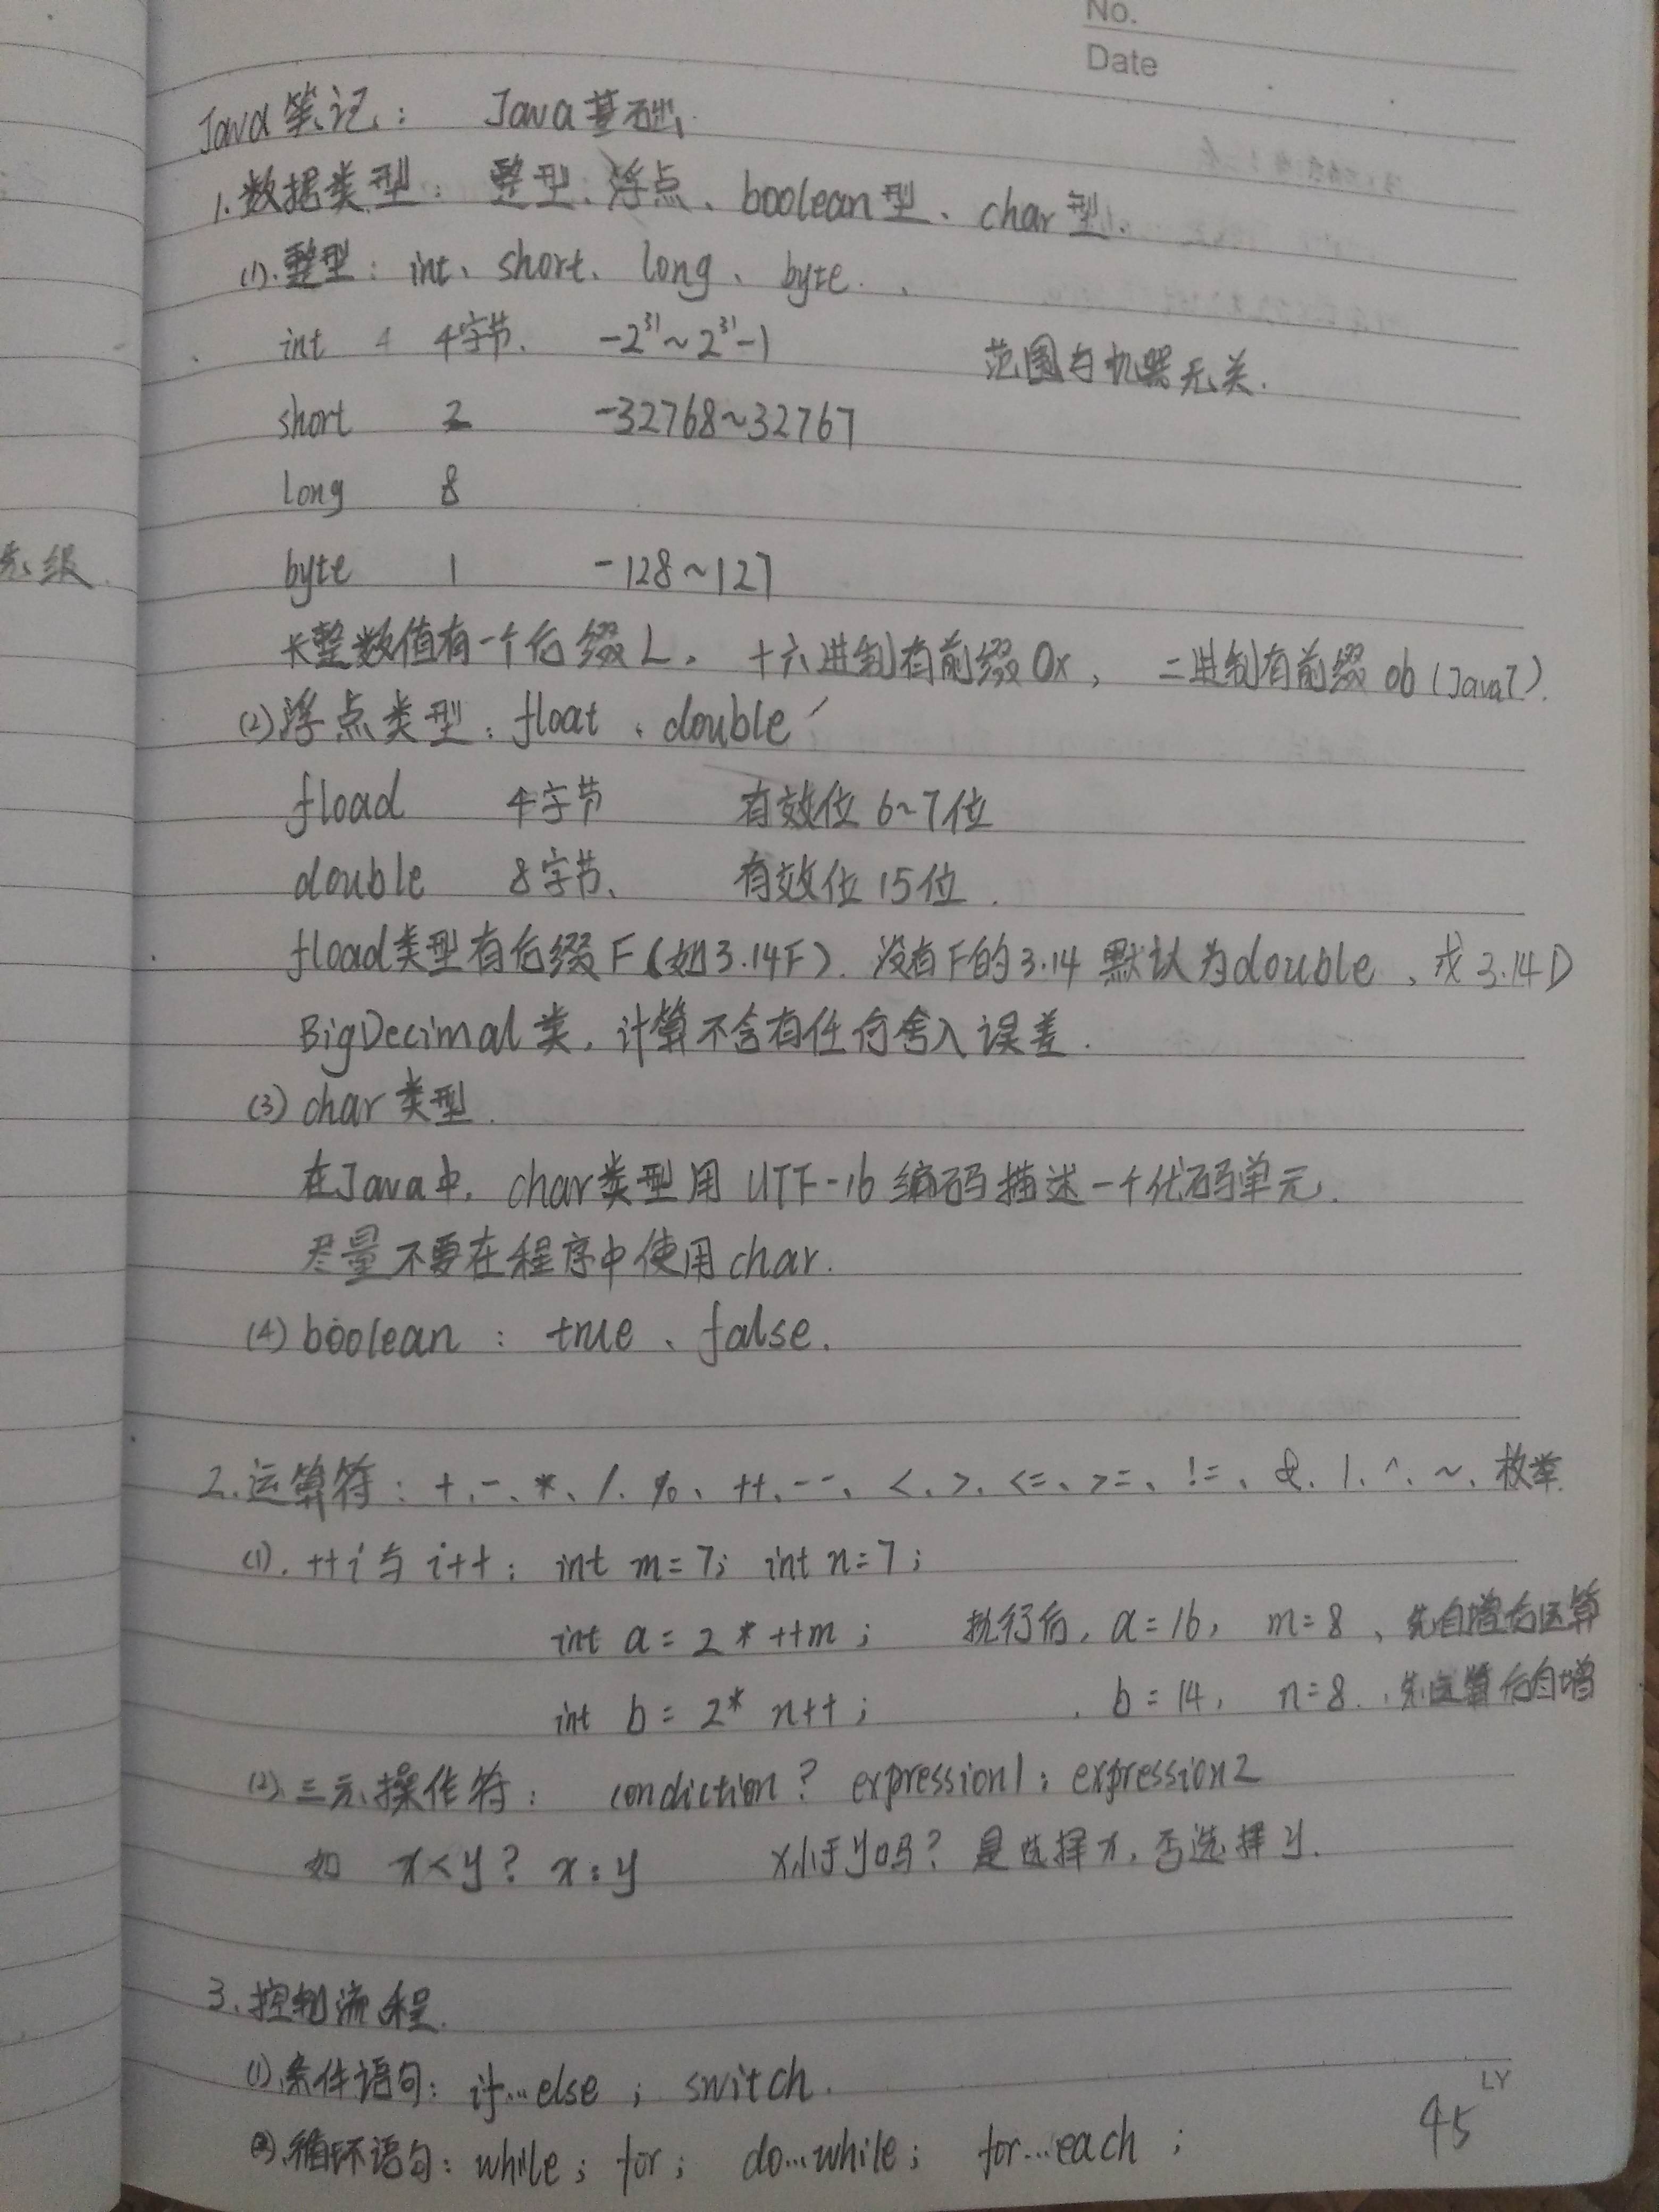 No.
Date
Java笔记: Java基础
1.数据类型: 整型、浮点、boolean型、char型.
(1).整型: int、short、long、byte.
int 4字节. -2³¹~2³¹-1 范围与机器无关.
short 2 -32768~32767
long 8
byte 1 -128~127
长整数值有一个后缀L, 十六进制有前缀0x, 二进制有前缀0b(Java7).
(2)浮点类型: float、double
fload 4字节 有效位6~7位
double 8字节、 有效位15位.
fload类型有后缀F(如3.14F). 没有F的3.14默认为double、或3.14D
BigDecimal类, 计算不含有任何舍入误差.
(3) char类型.
在Java中, char类型用UTF-16编码描述一个代码单元.
尽量不要在程序中使用char.
(4) boolean: true、false.
2.运算符: +、-、*、/、%、++、--、<、>、<=、>=、!=、&、|、^、~、枚举.
(1). ++i与i++: int m=7; int n=7;
int a = 2 * ++m; 执行后, a=16, m=8、先自增后运算
int b = 2* n++; b=14, n=8.、先运算后自增
(2).三元操作符: condiction? expression1: expression2
如 x<y? x:y x小于y吗? 是选择x, 否选择y.
3.控制流程.
(1).条件语句: if...else; switch.
(2).循环语句: while; for; do...while; for...each;
LY
45
级